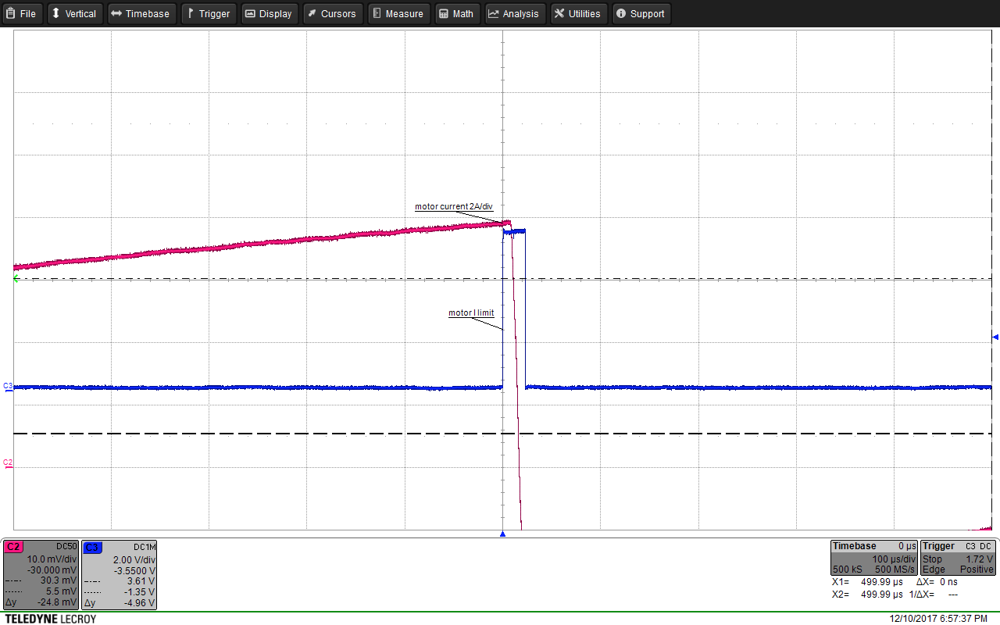 File Vertical Timebase Trigger Display Cursors Measure Math Analysis Utilities Support
motor current 2A/div
motor I limit
C3
C2
C2 DC50
10.0 mV/div
-30.000 mV
30.3 mV
5.5 mV
Δy -24.8 mV
C3 DC1M
2.00 V/div
-3.5500 V
3.61 V
-1.35 V
Δy -4.96 V
Timebase 0 µs
100 µs/div
500 kS 500 MS/s
Trigger C3 DC
Stop 1.72 V
Edge Positive
X1= 499.99 µs ΔX= 0 ns
X2= 499.99 µs 1/ΔX= ---
TELEDYNE LECROY
12/10/2017 6:57:37 PM